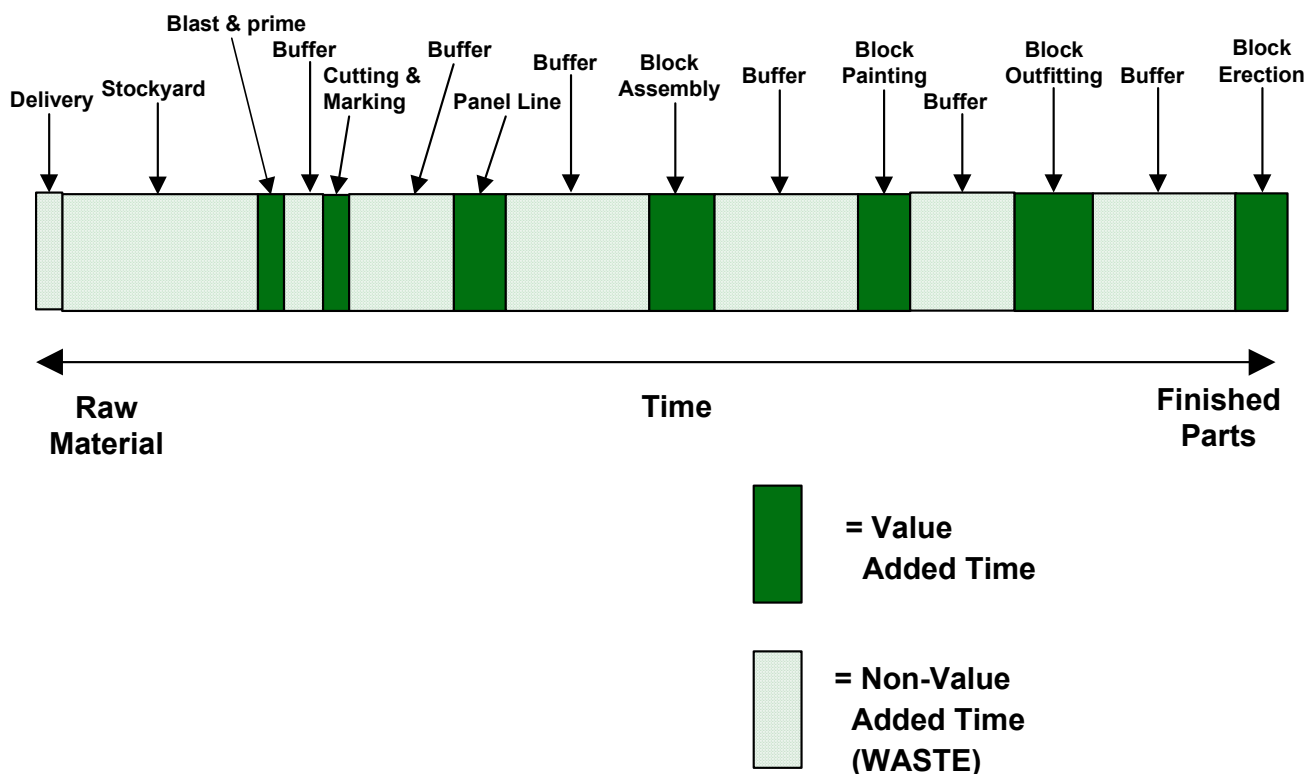 Blast & prime
Buffer
Cutting &
Marking
Buffer
Buffer
Block
Assembly
Buffer
Block
Painting
Block
Outfitting
Buffer
Block
Erection
Delivery
Stockyard
Panel Line
Buffer
Raw
Material
Time
Finished
Parts
= Value
Added Time
= Non-Value
Added Time
(WASTE)